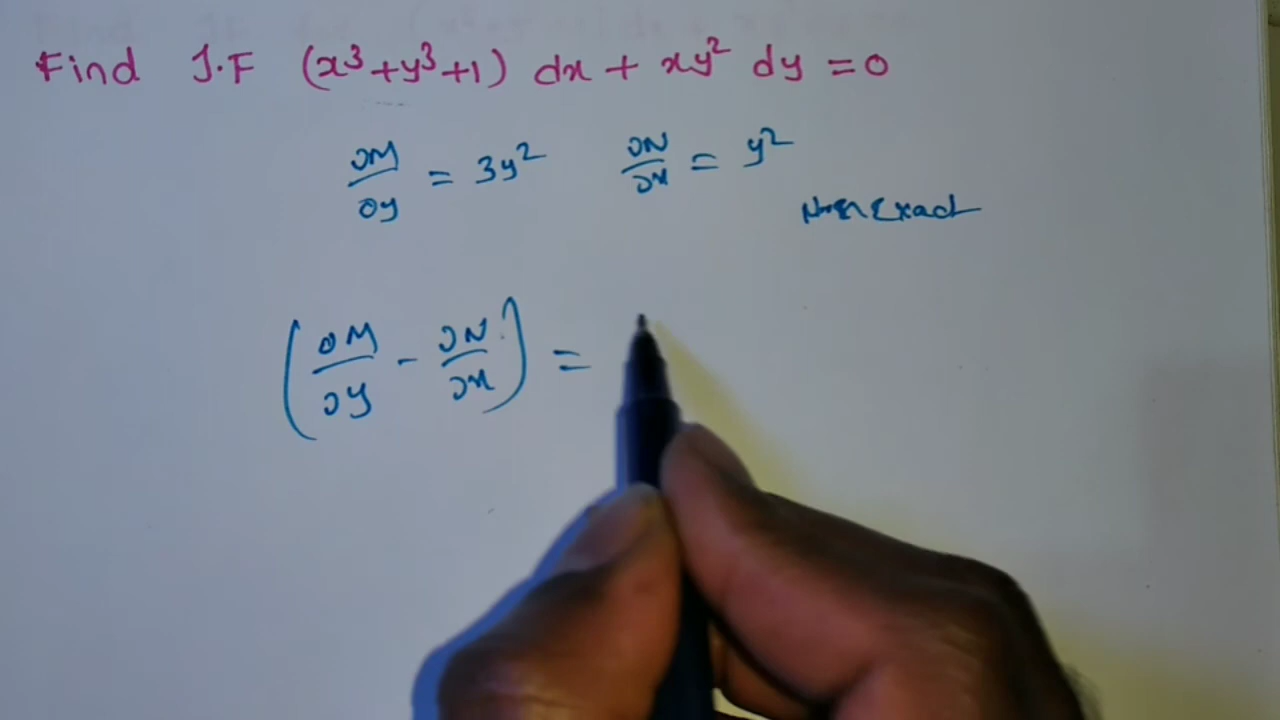 Find I.F (x³+y³+1) dx + xy² dy = 0
∂M/∂y = 3y² ∂N/∂x = y²
Non Exact
(∂M/∂y - ∂N/∂x) =